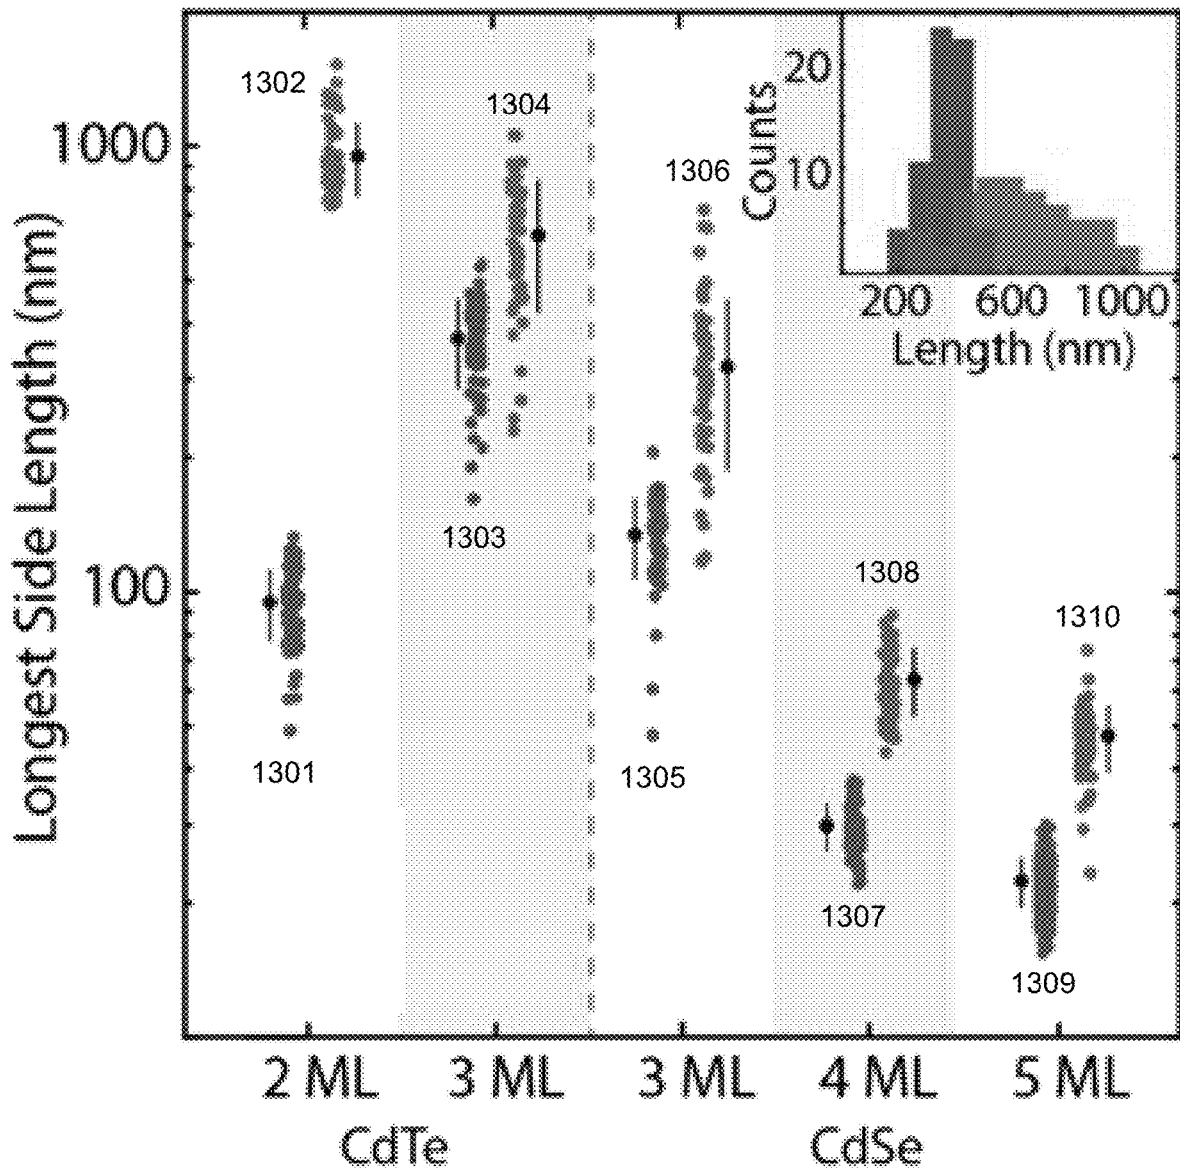 1302
1304
1306
1000
Longest Side Length (nm)
100
1303
1308
1310
1301
1305
1307
1309
2 ML
3 ML
3 ML
4 ML
5 ML
CdTe
CdSe
Counts
20
10
200
600
1000
Length (nm)